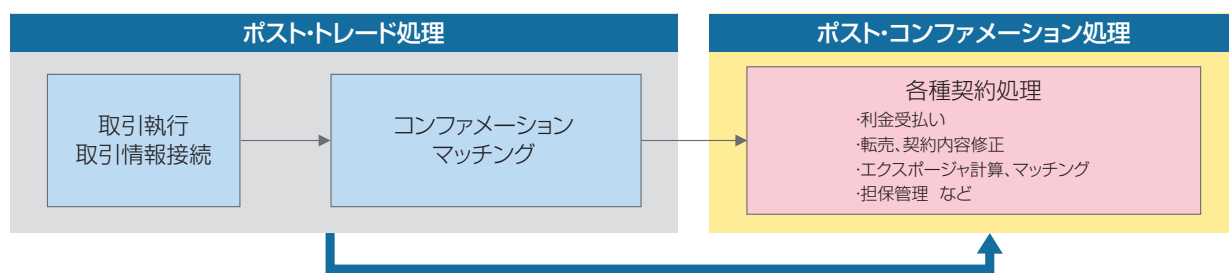 ポスト・トレード処理
取引執行
取引情報接続
コンファメーション
マッチング
ポスト・コンファメーション処理
各種契約処理
・利金受払い
・転売、契約内容修正
・エクスポージャ計算、マッチング
・担保管理 など